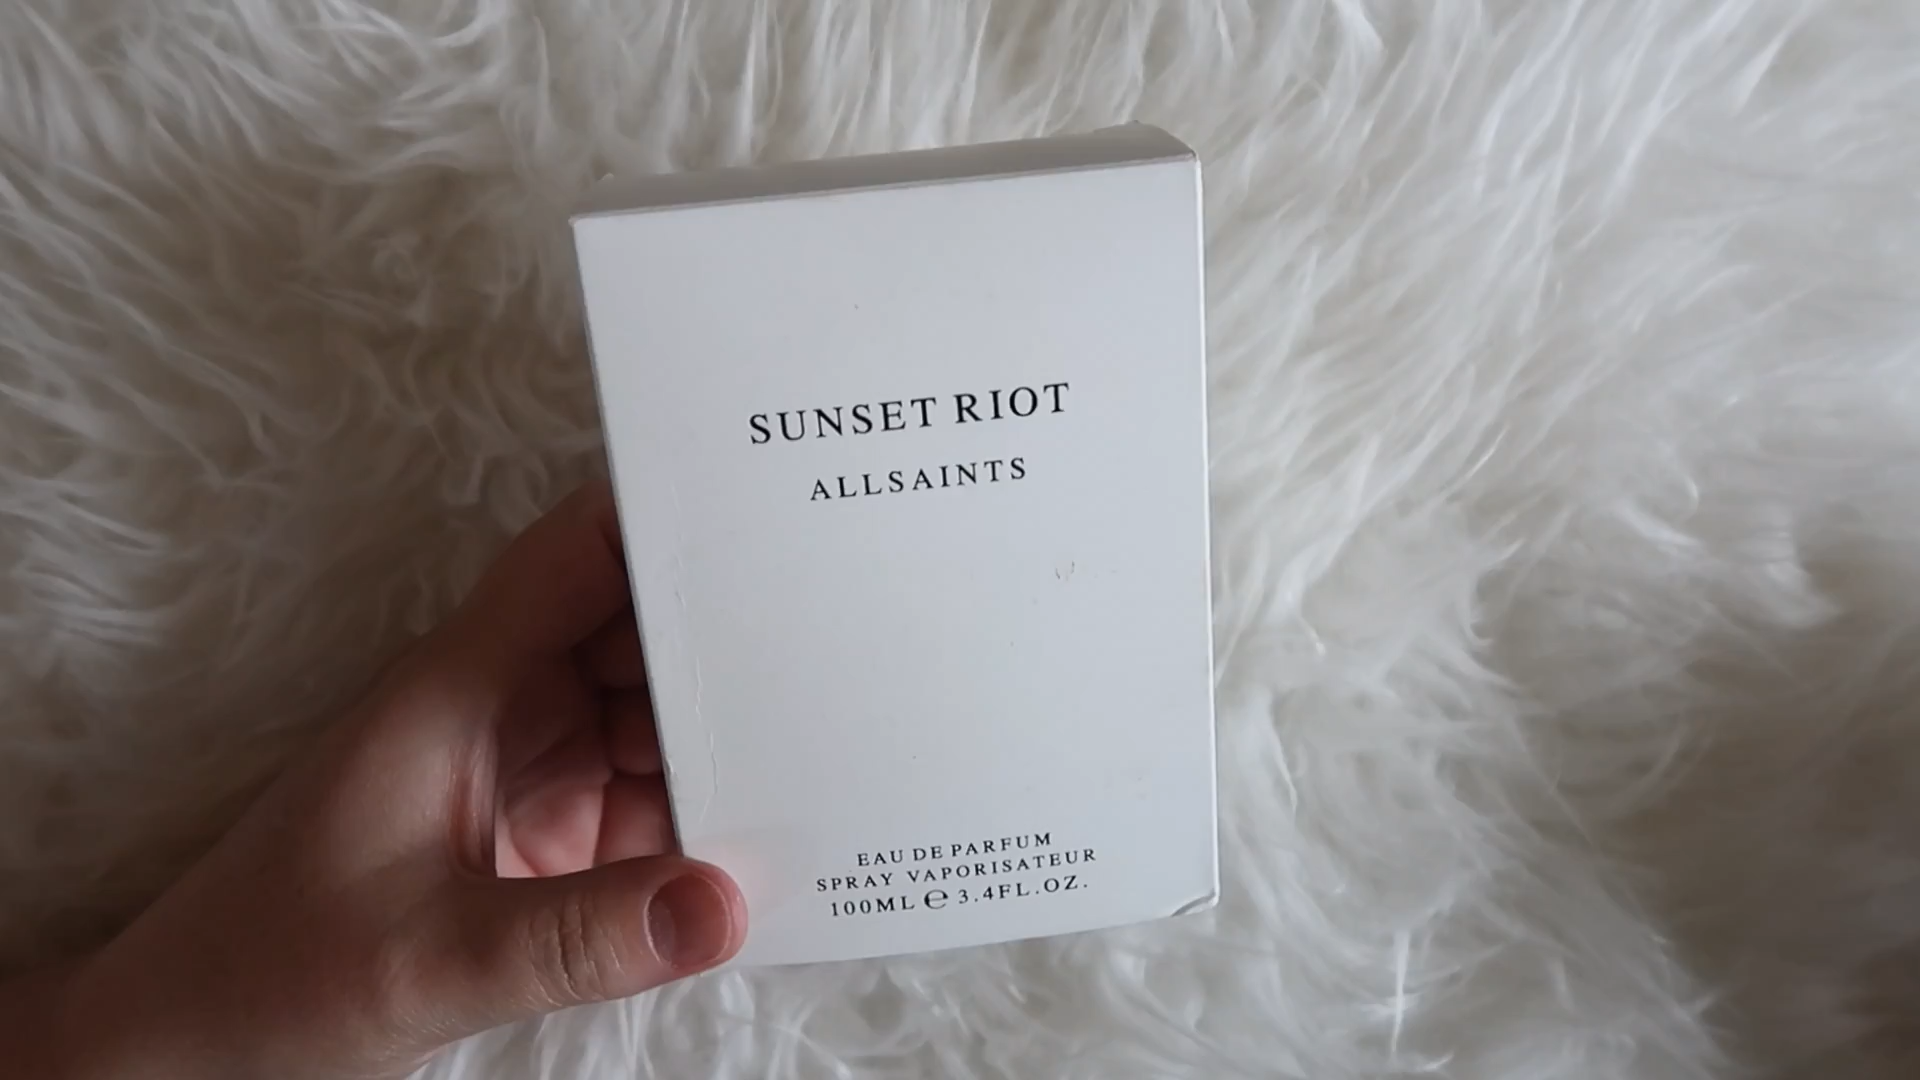 SUNSET RIOT
ALLSAINTS
EAU DE PARFUM
SPRAY VAPORISATEUR
100ML ℮ 3.4FL.OZ.